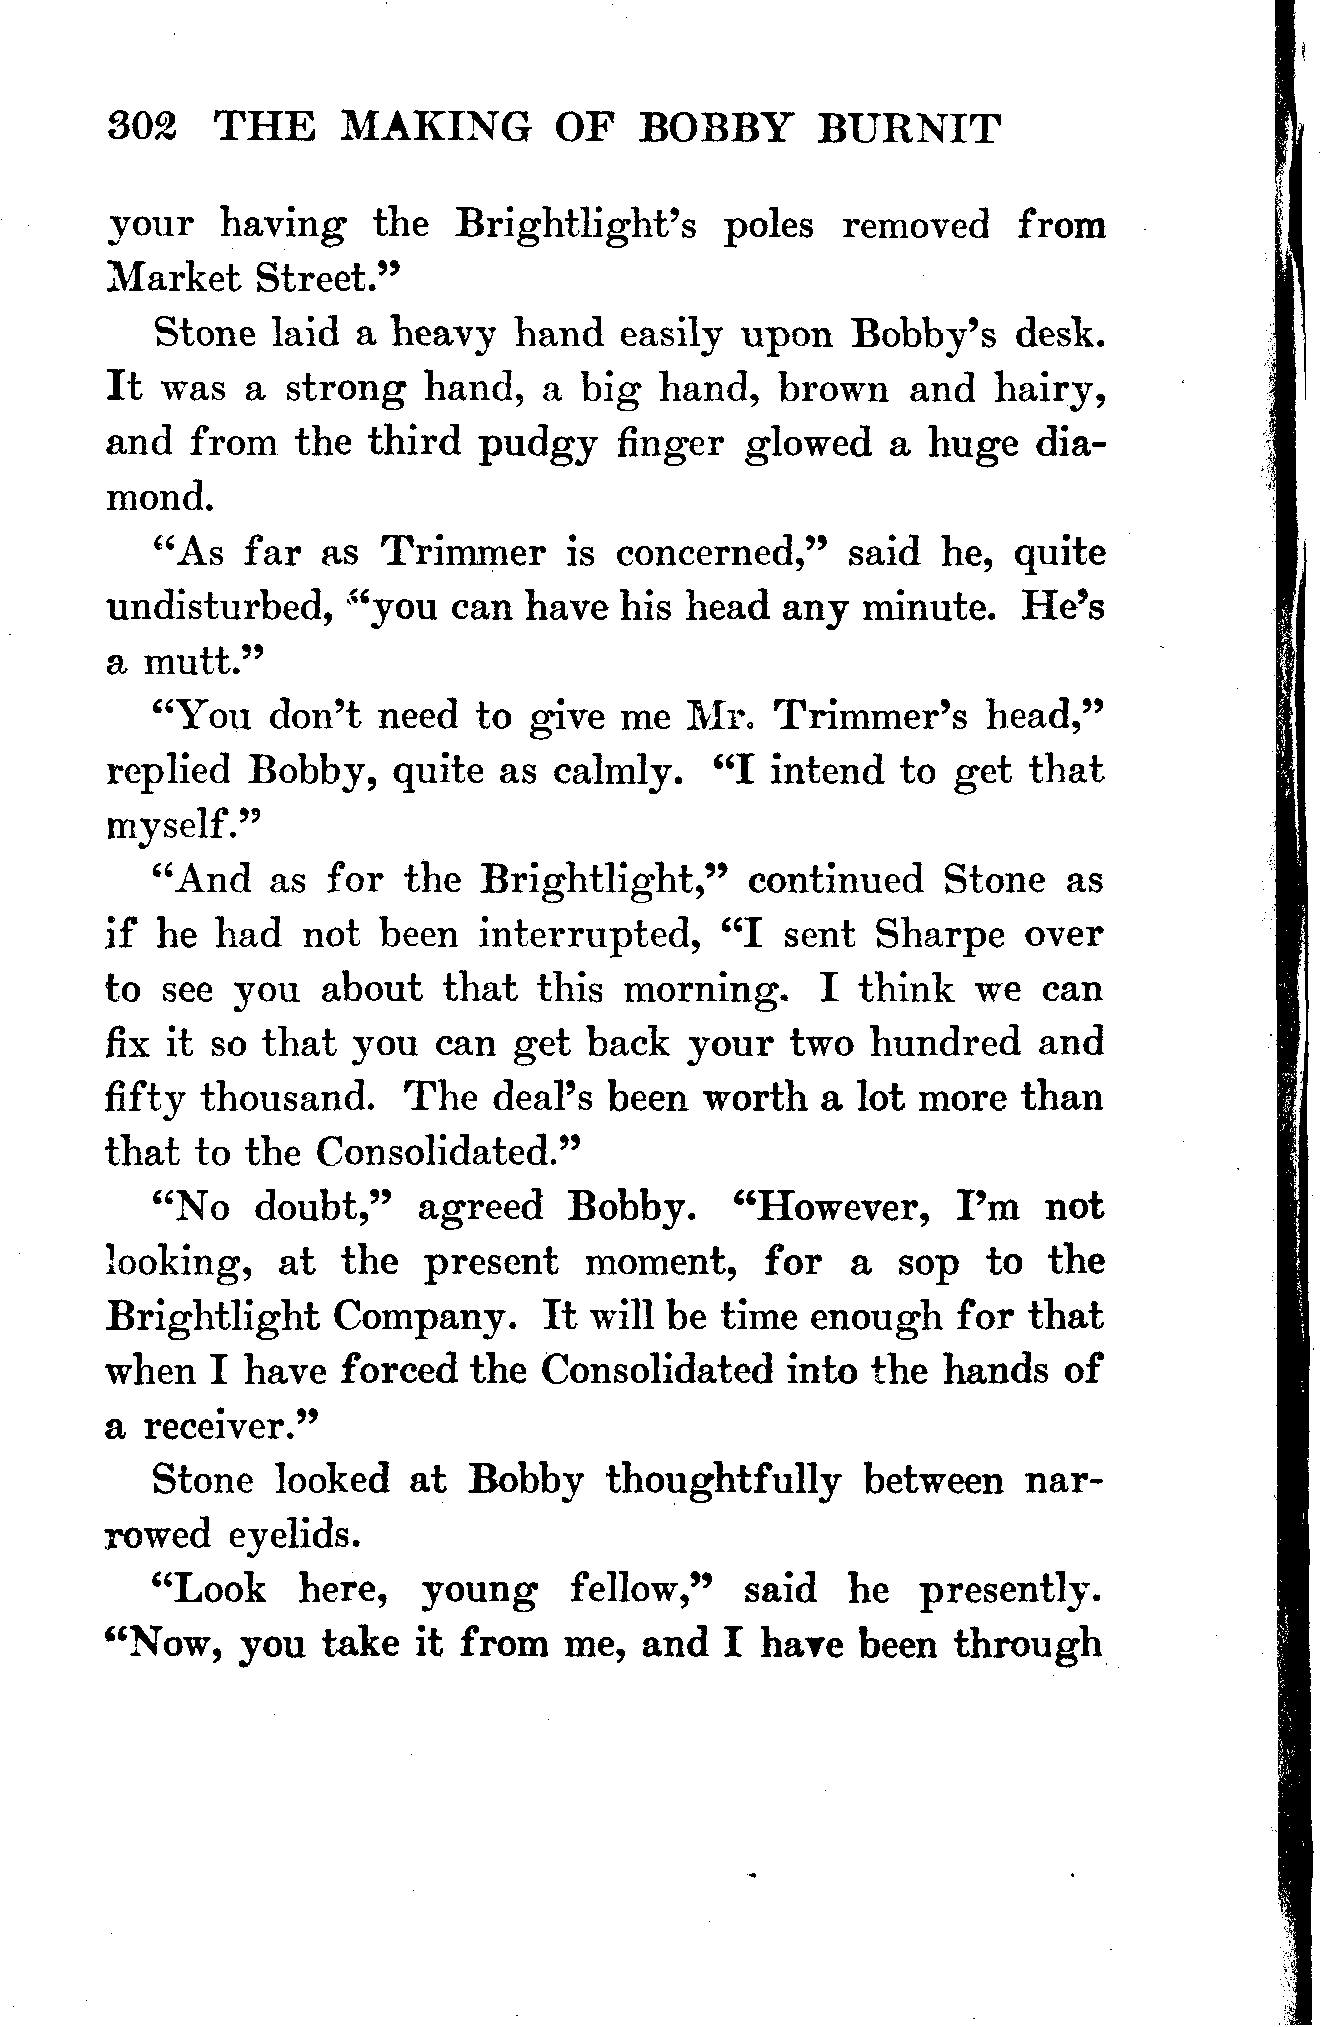 302 THE MAKING OF BOBBY BURNIT
your having the Brightlight's poles removed from
Market Street."
Stone laid a heavy hand easily upon Bobby's desk.
It was a strong hand, a big hand, brown and hairy,
and from the third pudgy finger glowed a huge dia-
mond.
"As far as Trimmer is concerned," said he, quite
undisturbed, "you can have his head any minute. He's
a mutt."
"You don't need to give me Mr. Trimmer's head,"
replied Bobby, quite as calmly. "I intend to get that
myself."
"And as for the Brightlight," continued Stone as
if he had not been interrupted, "I sent Sharpe over
to see you about that this morning. I think we can
fix it so that you can get back your two hundred and
fifty thousand. The deal's been worth a lot more than
that to the Consolidated."
"No doubt," agreed Bobby. "However, I'm not
looking, at the present moment, for a sop to the
Brightlight Company. It will be time enough for that
when I have forced the Consolidated into the hands of
a receiver."
Stone looked at Bobby thoughtfully between nar-
rowed eyelids.
"Look here, young fellow," said he presently.
"Now, you take it from me, and I have been through